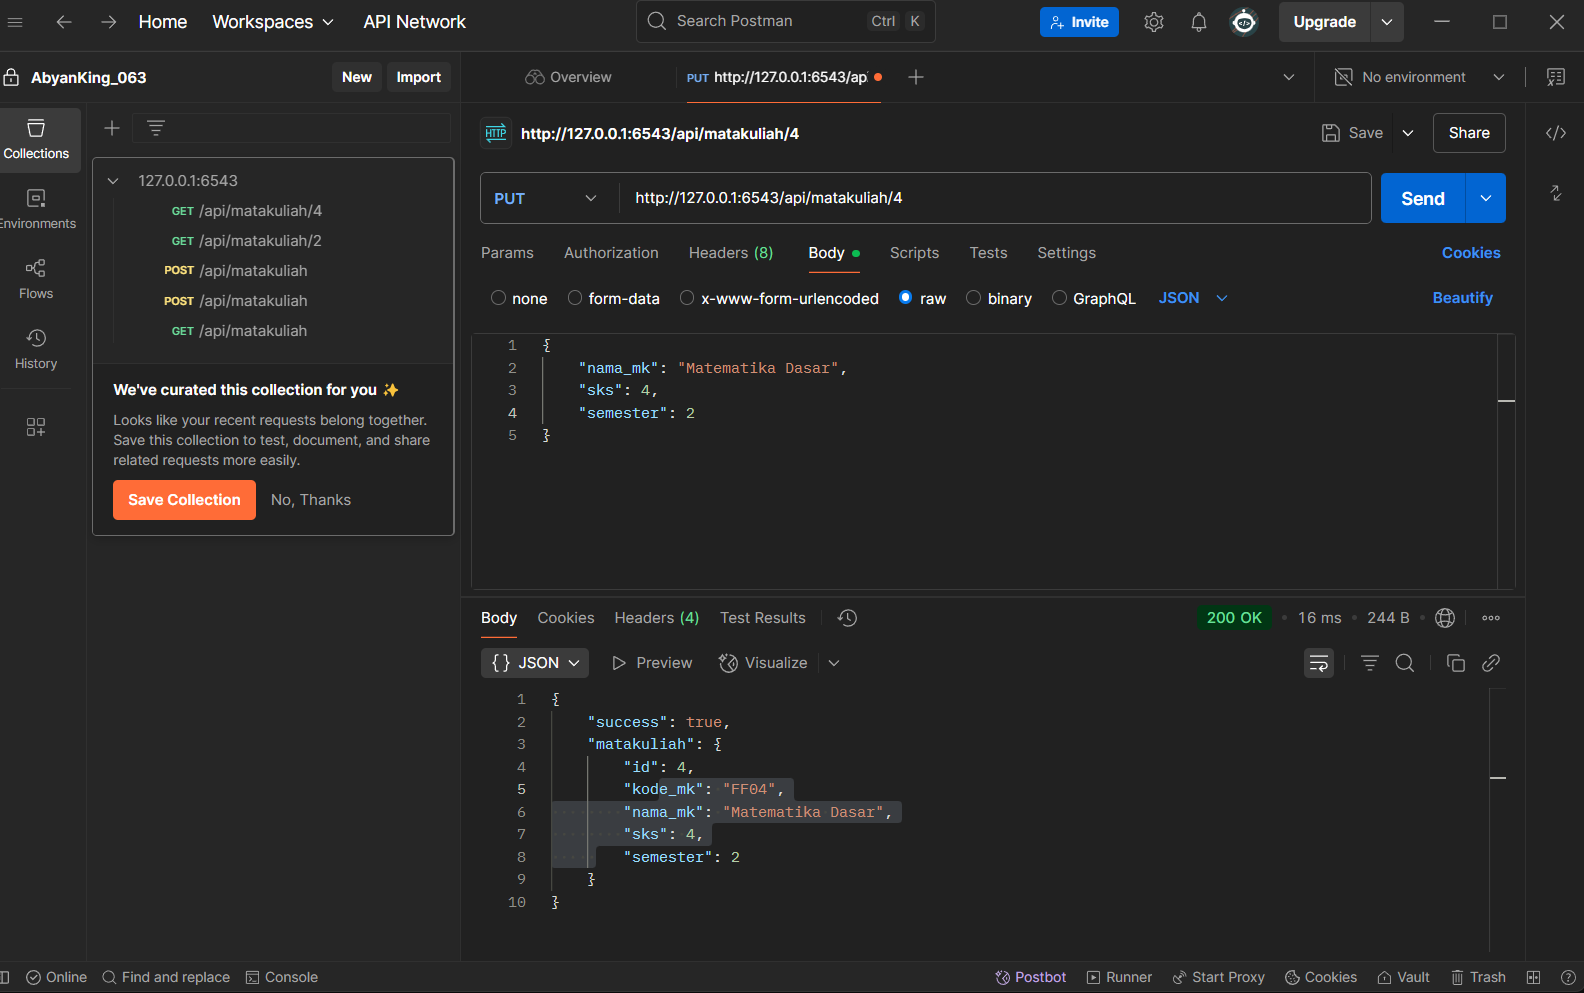 Home Workspaces API Network Search Postman Ctrl K Invite Upgrade
AbyanKing_063 New Import Overview PUT http://127.0.0.1:6543/ap No environment
Collections
Environments
Flows
History
127.0.0.1:6543
GET /api/matakuliah/4
GET /api/matakuliah/2
POST /api/matakuliah
POST /api/matakuliah
GET /api/matakuliah
We've curated this collection for you ✨
Looks like your recent requests belong together.
Save this collection to test, document, and share
related requests more easily.
Save Collection No, Thanks
HTTP http://127.0.0.1:6543/api/matakuliah/4 Save Share
PUT http://127.0.0.1:6543/api/matakuliah/4 Send
Params Authorization Headers (8) Body Scripts Tests Settings Cookies
none form-data x-www-form-urlencoded raw binary GraphQL JSON Beautify
1 {
2 "nama_mk": "Matematika Dasar",
3 "sks": 4,
4 "semester": 2
5 }
Body Cookies Headers (4) Test Results 200 OK • 16 ms • 244 B •
{} JSON Preview Visualize
1 {
2 "success": true,
3 "matakuliah": {
4 "id": 4,
5 "kode_mk": "FF04",
6 "nama_mk": "Matematika Dasar",
7 "sks": 4,
8 "semester": 2
9 }
10 }
Online Find and replace Console Postbot Runner Start Proxy Cookies Vault Trash